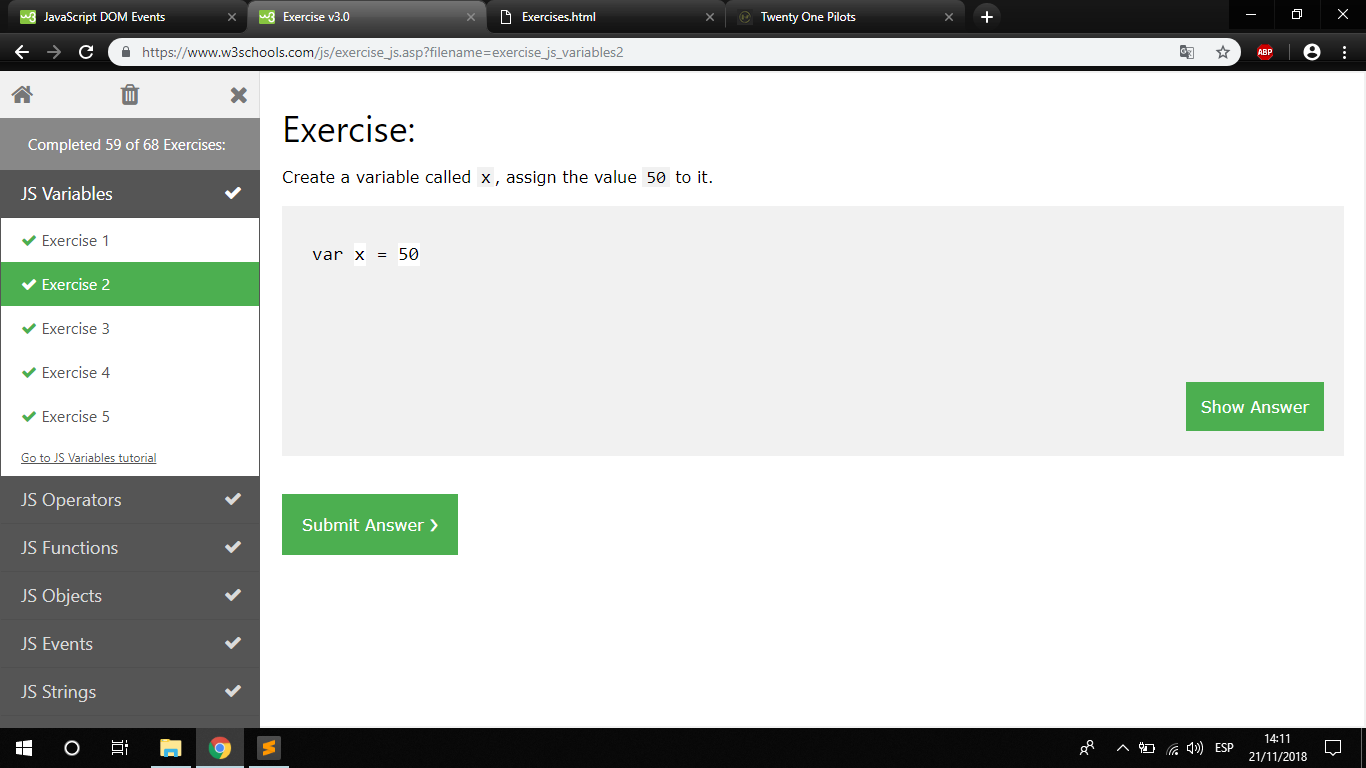 JavaScript DOM Events
Exercise v3.0
Exercises.html
Twenty One Pilots
https://www.w3schools.com/js/exercise_js.asp?filename=exercise_js_variables2
ABP
Completed 59 of 68 Exercises:
JS Variables
Exercise 1
Exercise 2
Exercise 3
Exercise 4
Exercise 5
Go to JS Variables tutorial
JS Operators
JS Functions
JS Objects
JS Events
JS Strings
Exercise:
Create a variable called x, assign the value 50 to it.
var x = 50
Show Answer
Submit Answer ❯
ESP
14:11
21/11/2018